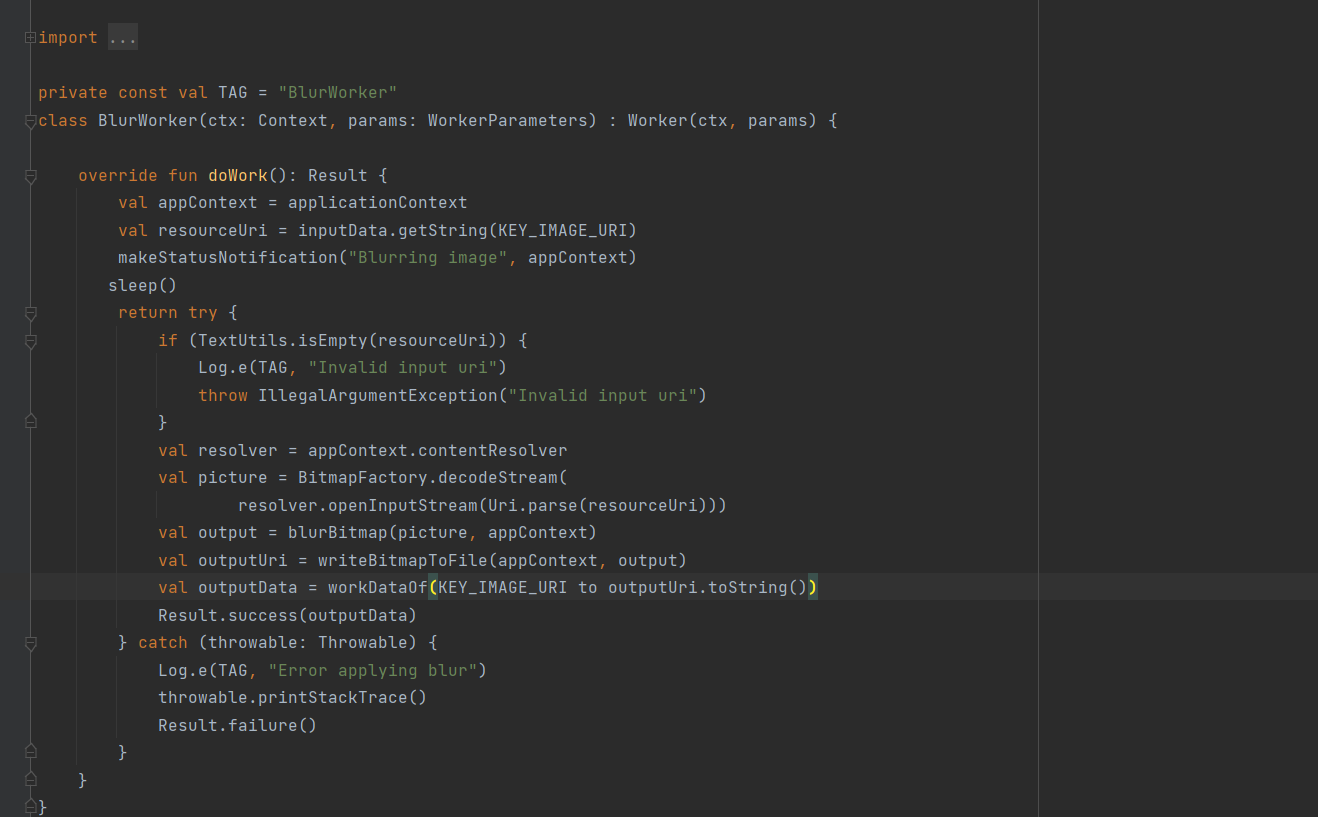 import ...
private const val TAG = "BlurWorker"
class BlurWorker(ctx: Context, params: WorkerParameters) : Worker(ctx, params) {
    override fun doWork(): Result {
        val appContext = applicationContext
        val resourceUri = inputData.getString(KEY_IMAGE_URI)
        makeStatusNotification("Blurring image", appContext)
       sleep()
        return try {
            if (TextUtils.isEmpty(resourceUri)) {
                Log.e(TAG, "Invalid input uri")
                throw IllegalArgumentException("Invalid input uri")
            }
            val resolver = appContext.contentResolver
            val picture = BitmapFactory.decodeStream(
                    resolver.openInputStream(Uri.parse(resourceUri)))
            val output = blurBitmap(picture, appContext)
            val outputUri = writeBitmapToFile(appContext, output)
            val outputData = workDataOf(KEY_IMAGE_URI to outputUri.toString())
            Result.success(outputData)
        } catch (throwable: Throwable) {
            Log.e(TAG, "Error applying blur")
            throwable.printStackTrace()
            Result.failure()
        }
    }
}